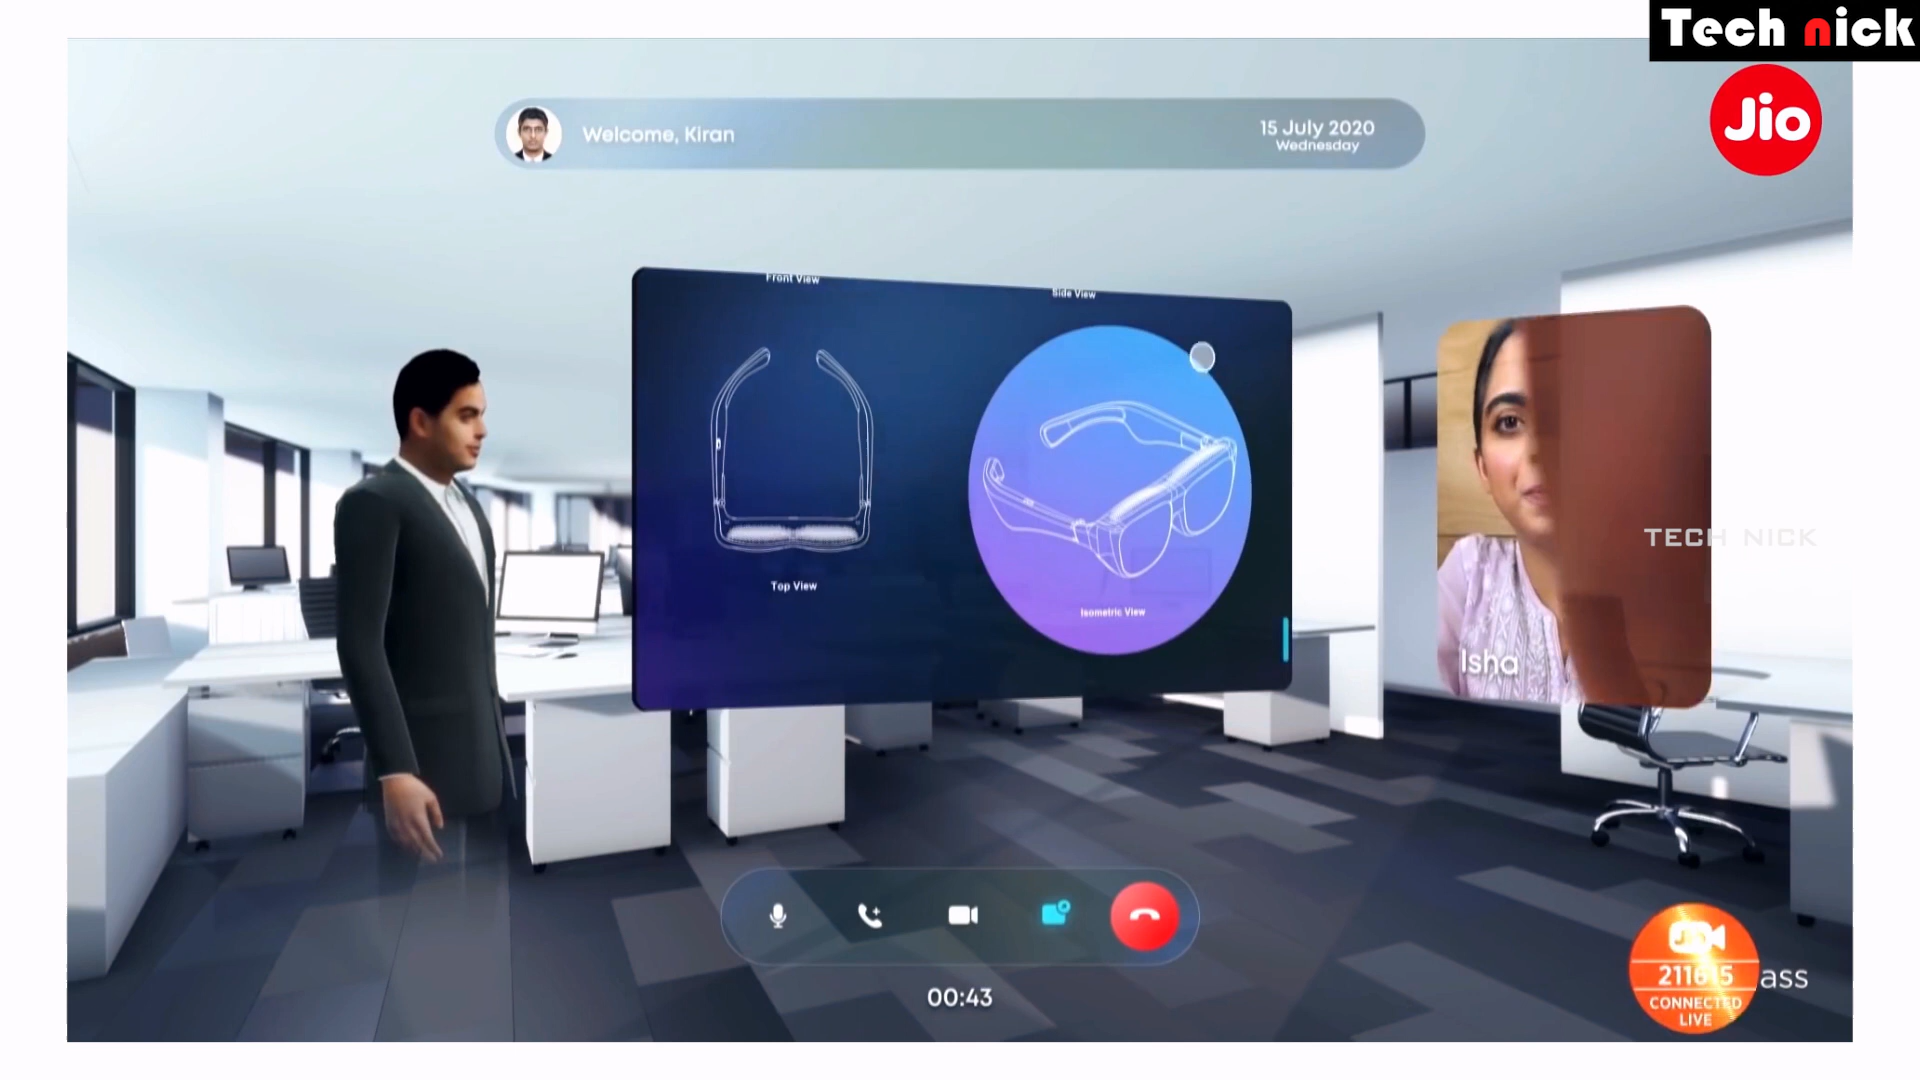 Tech nick
Jio
Welcome, Kiran
15 July 2020
Wednesday
Front View
Side View
Top View
Isometric View
Isha
TECH NICK
00:43
211615
CONNECTED
LIVE
ass